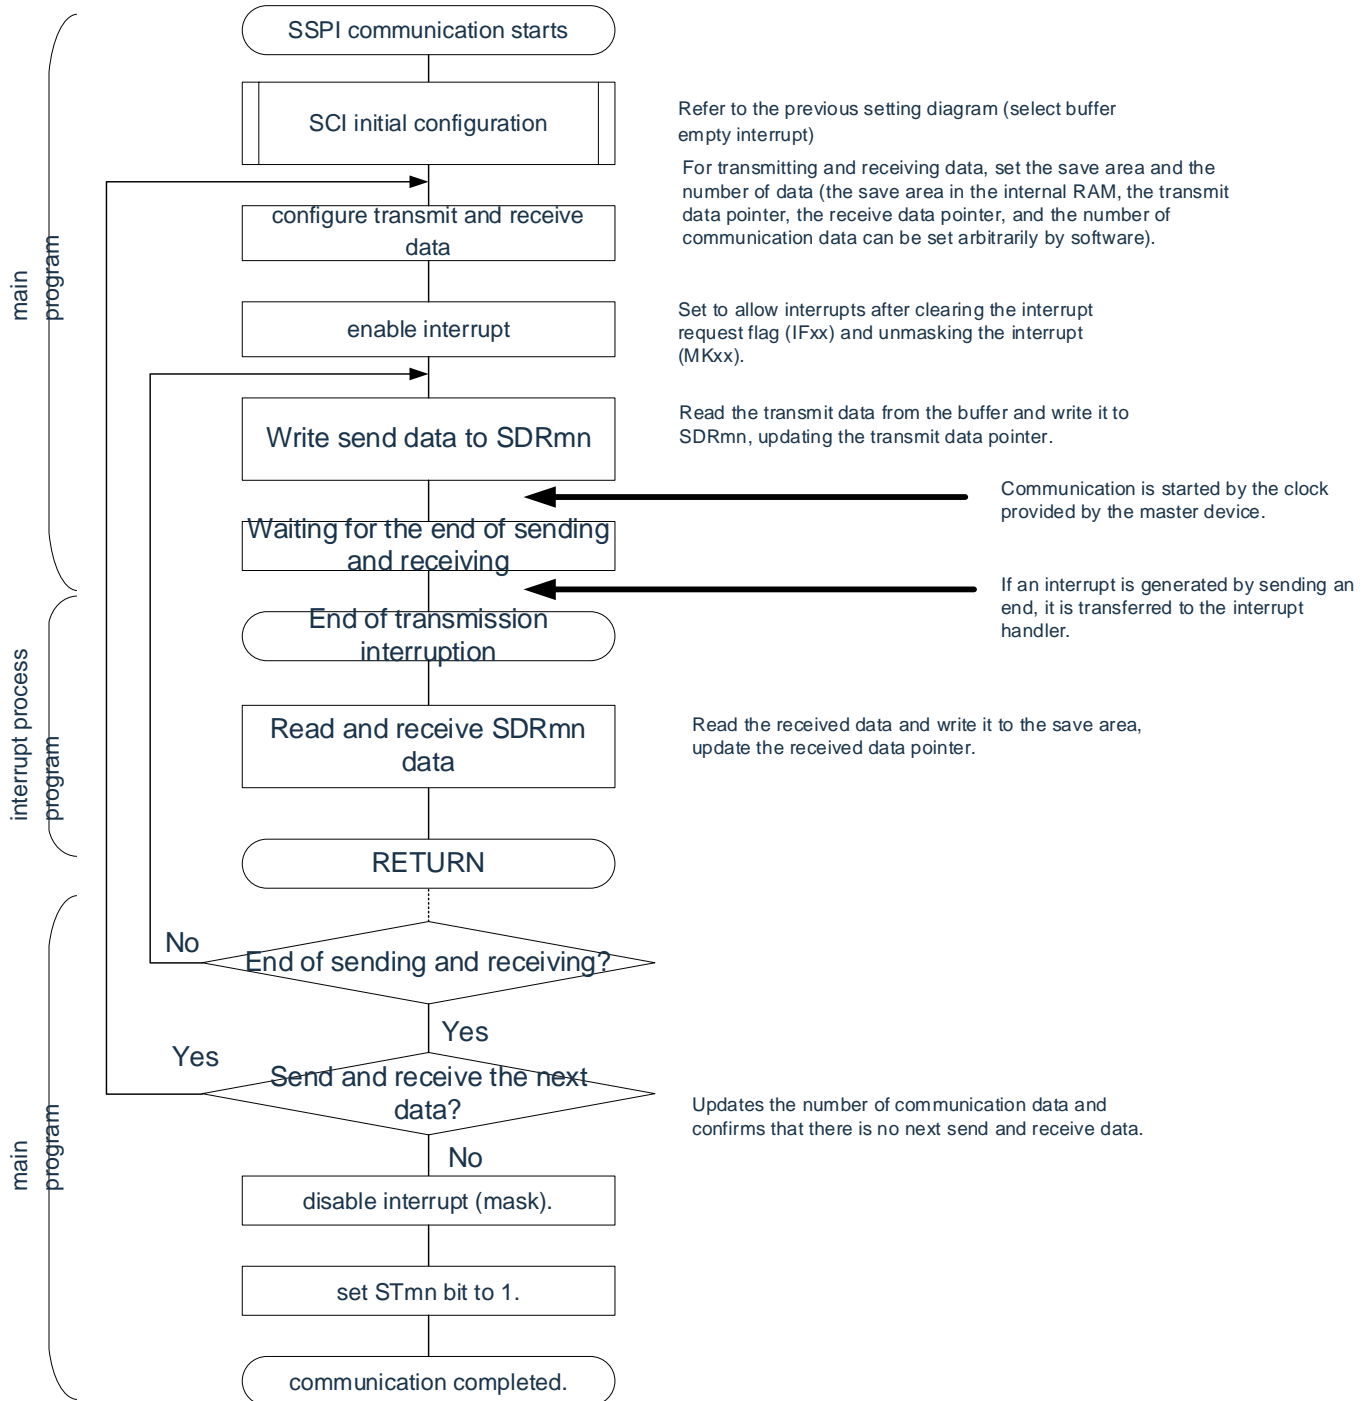 SSPI communication starts
SCI initial configuration
Refer to the previous setting diagram (select buffer
empty interrupt)
For transmitting and receiving data, set the save area and the
number of data (the save area in the internal RAM, the transmit
data pointer, the receive data pointer, and the number of
communication data can be set arbitrarily by software).
configure transmit and receive
data
main
program
enable interrupt
Set to allow interrupts after clearing the interrupt
request flag (IFxx) and unmasking the interrupt
(MKxx).
Write send data to SDRmn
Read the transmit data from the buffer and write it to
SDRmn, updating the transmit data pointer.
Communication is started by the clock
provided by the master device.
Waiting for the end of sending
and receiving
If an interrupt is generated by sending an
end, it is transferred to the interrupt
handler.
End of transmission
interruption
interrupt process
program
Read and receive SDRmn
data
Read the received data and write it to the save area,
update the received data pointer.
RETURN
No
End of sending and receiving?
Yes
Yes
Send and receive the next
data?
Updates the number of communication data and
confirms that there is no next send and receive data.
main
program
No
disable interrupt (mask).
set STmn bit to 1.
communication completed.